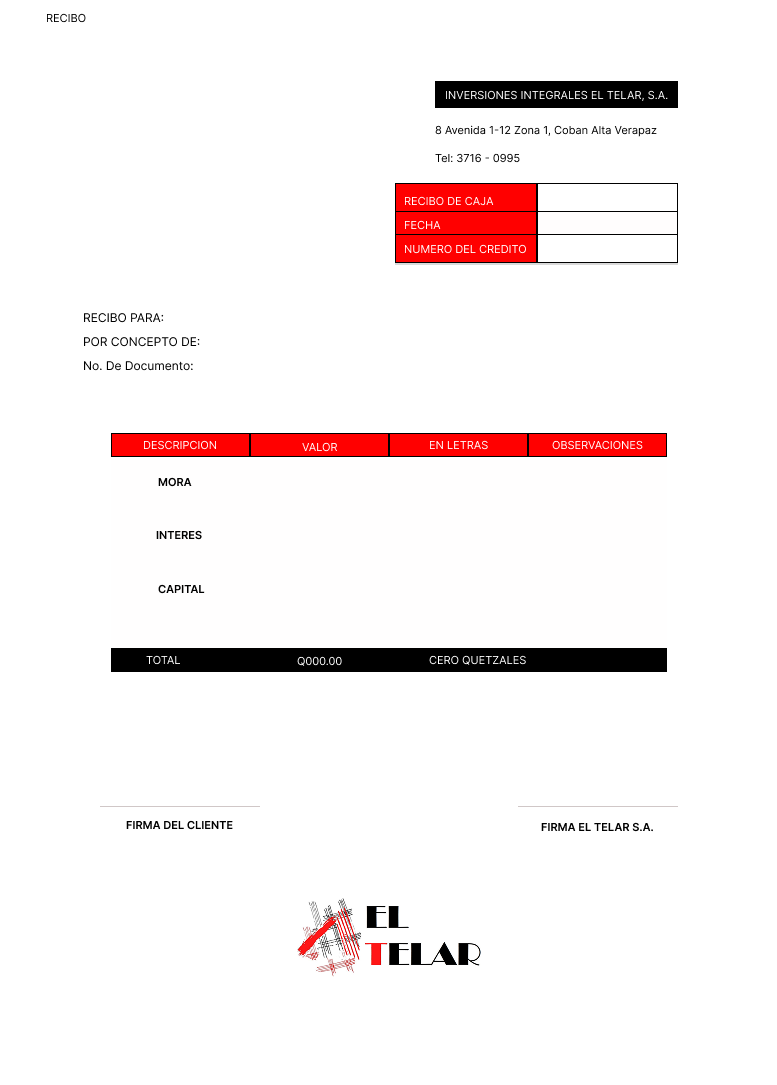 RECIBO
INVERSIONES INTEGRALES EL TELAR, S.A.
8 Avenida 1-12 Zona 1, Coban Alta Verapaz
Tel: 3716 - 0995
RECIBO DE CAJA
FECHA
NUMERO DEL CREDITO
RECIBO PARA:
POR CONCEPTO DE:
No. De Documento:
DESCRIPCION VALOR EN LETRAS OBSERVACIONES
MORA
INTERES
CAPITAL
TOTAL Q000.00 CERO QUETZALES
FIRMA DEL CLIENTE FIRMA EL TELAR S.A.
EL
TELAR